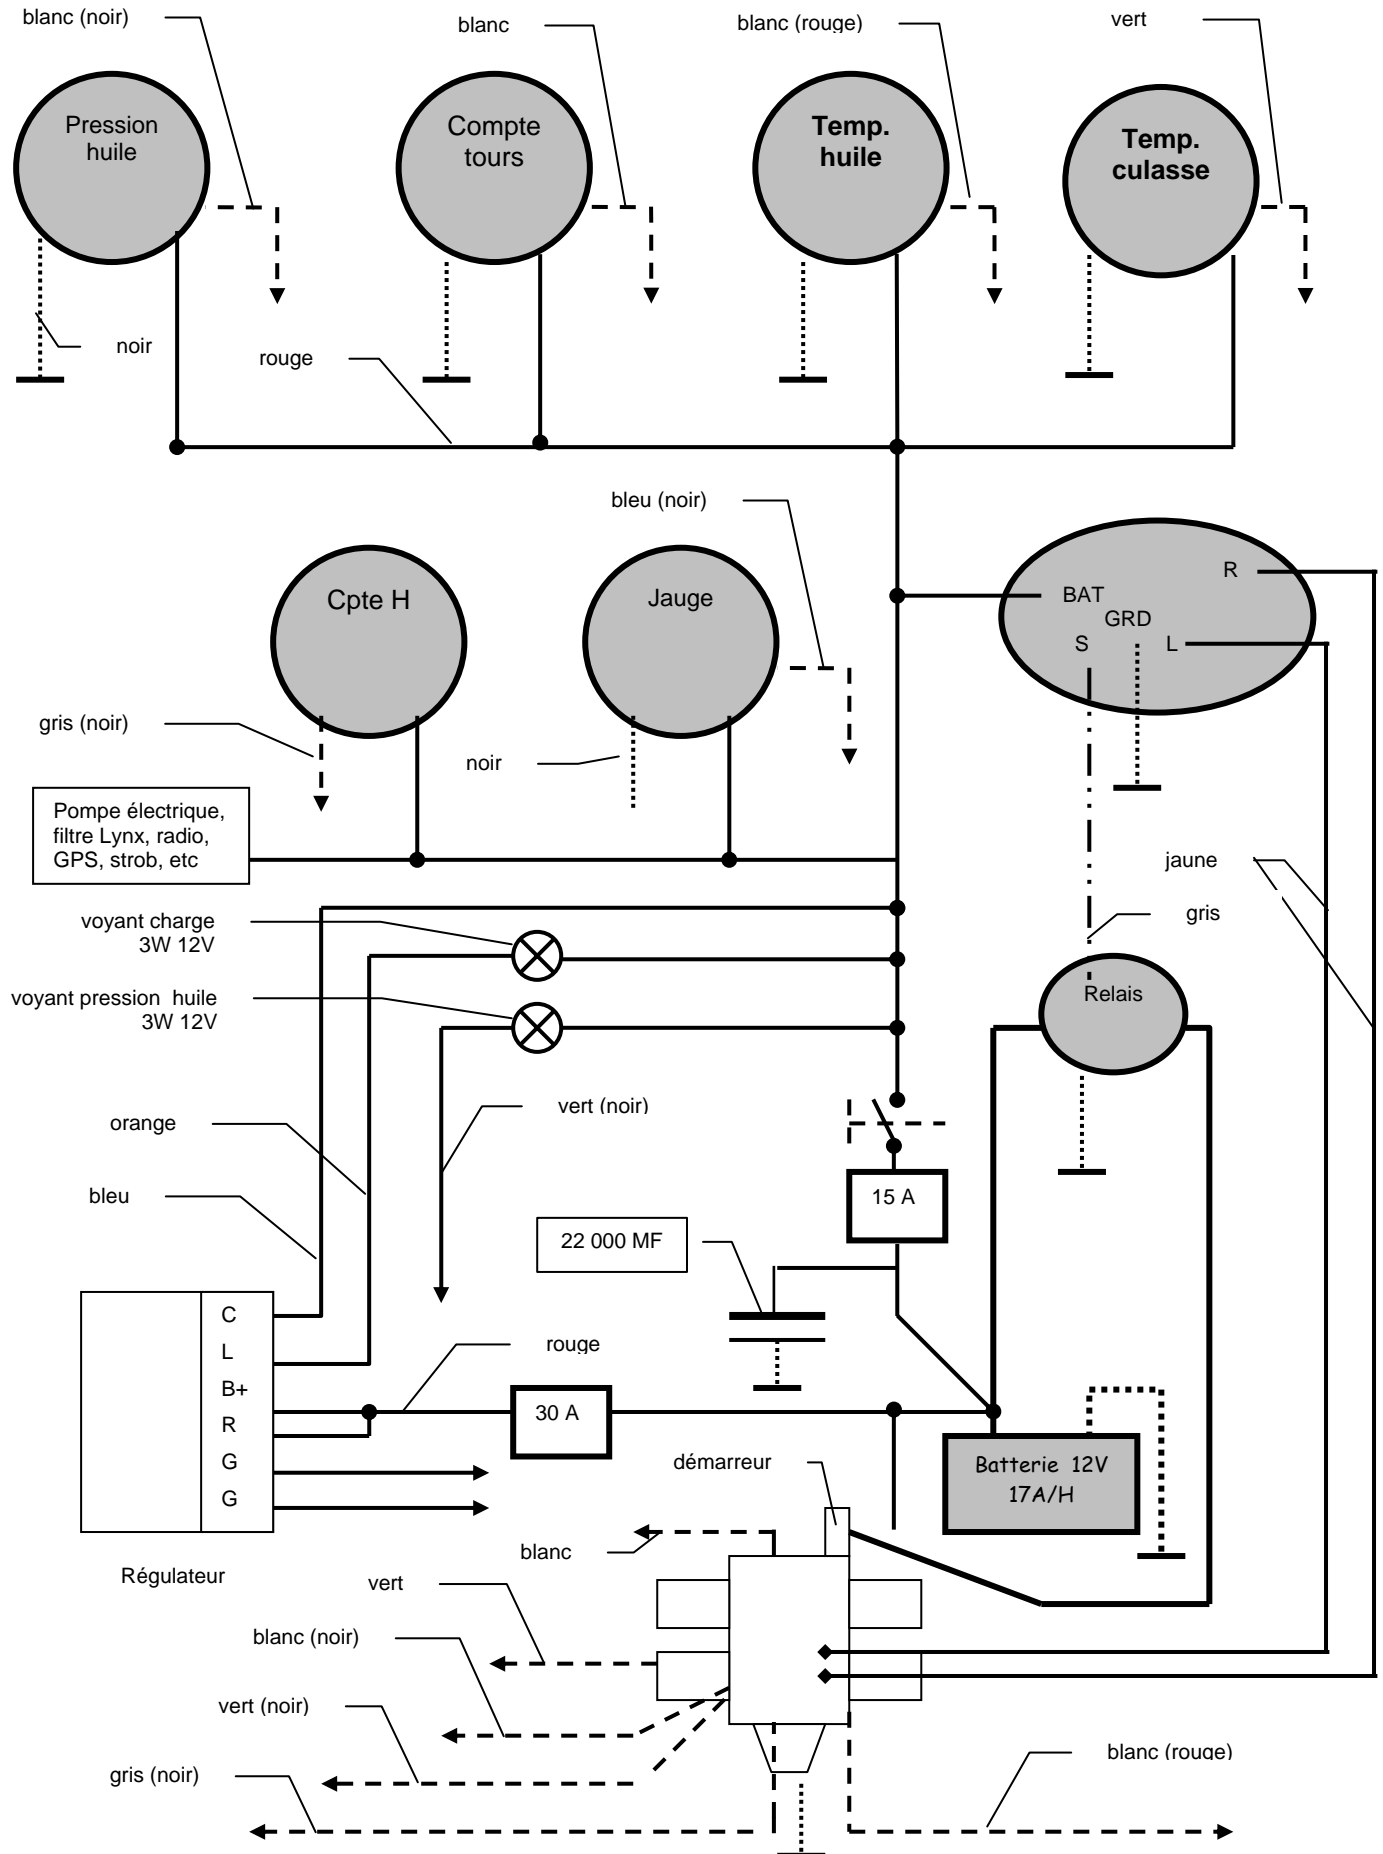 blanc (noir)
blanc
blanc (rouge)
vert
Pression
huile
Compte
tours
Temp.
huile
Temp.
culasse
noir
rouge
bleu (noir)
Cpte H
Jauge
R
BAT
GRD
S
L
gris (noir)
noir
Pompe électrique,
filtre Lynx, radio,
GPS, strob, etc
jaune
gris
voyant charge
3W 12V
voyant pression huile
3W 12V
Relais
orange
vert (noir)
bleu
15 A
22 000 MF
C
L
B+
R
G
G
rouge
30 A
démarreur
Batterie 12V
17A/H
Régulateur
blanc
vert
blanc (noir)
vert (noir)
gris (noir)
blanc (rouge)